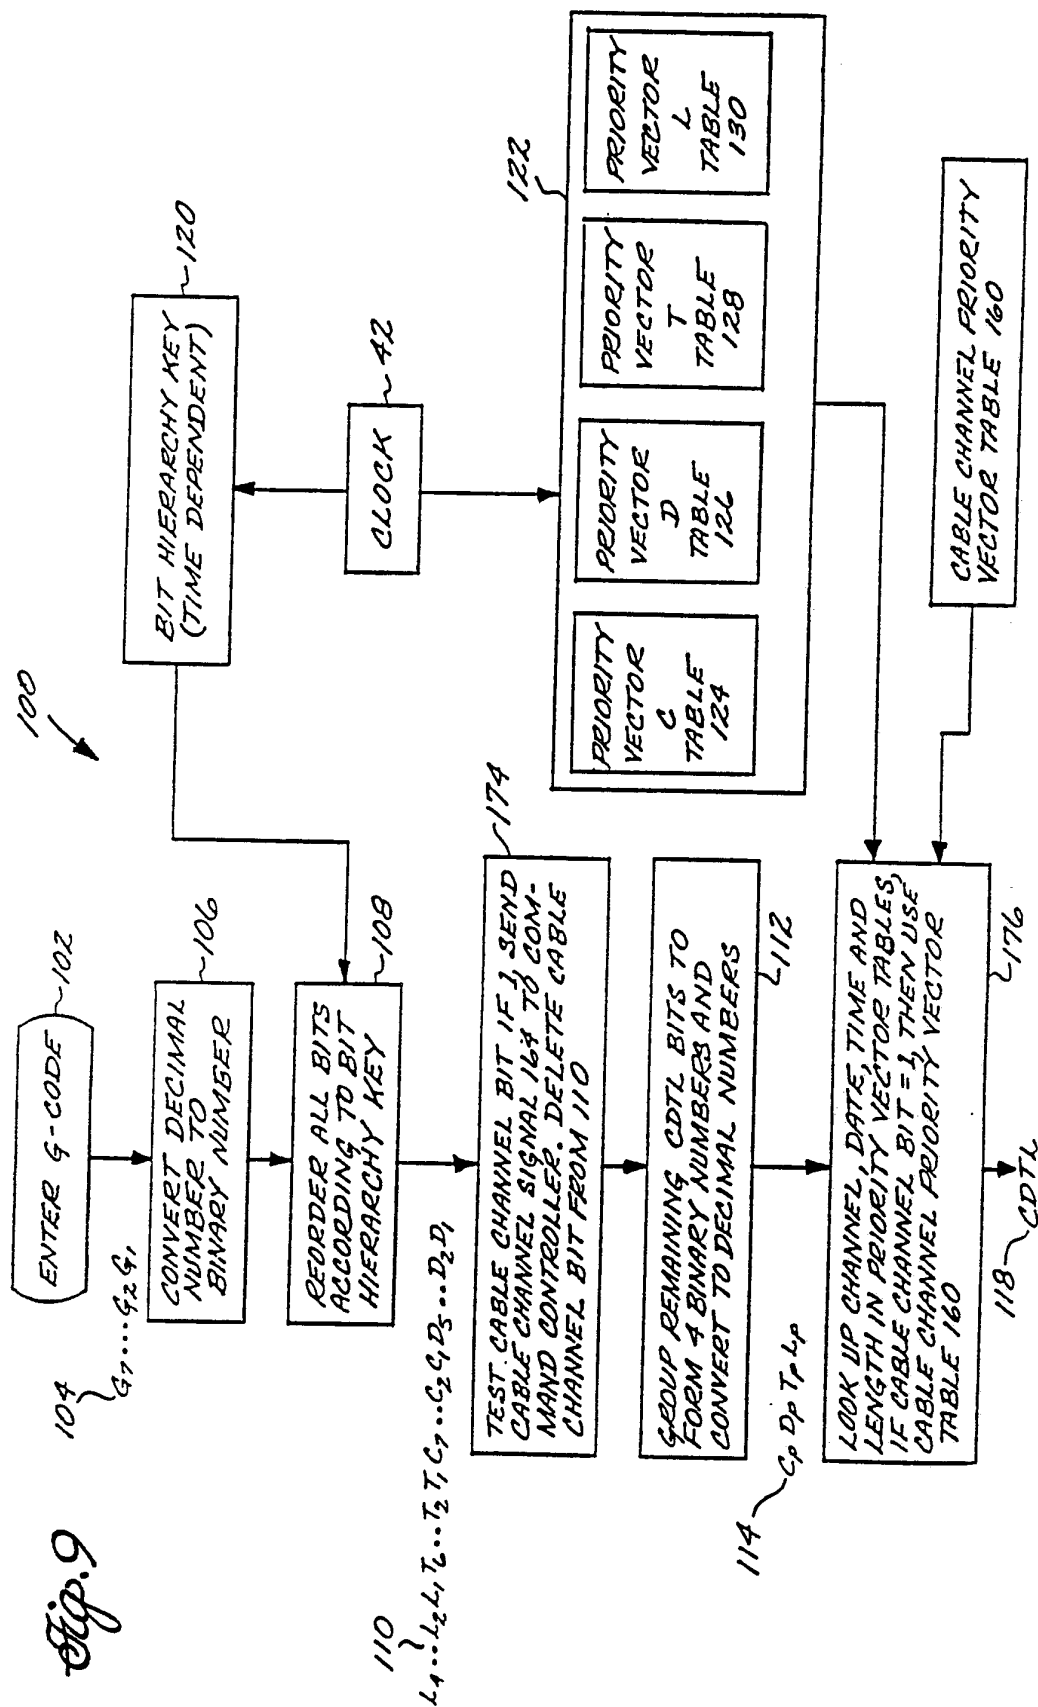 Fig. 9
100
ENTER G-CODE
102
104
G7....G2G1
CONVERT DECIMAL
NUMBER TO
BINARY NUMBER
106
REORDER ALL BITS
ACCORDING TO BIT
HIERARCHY KEY
108
BIT HIERARCHY KEY
(TIME DEPENDENT)
120
CLOCK
42
110
L4...L2L1T6...T2T1C7...C2C1D5...D2D1
TEST CABLE CHANNEL BIT IF 1, SEND
CABLE CHANNEL SIGNAL 164 TO COM-
MAND CONTROLLER. DELETE CABLE
CHANNEL BIT FROM 110
174
GROUP REMAINING CDTL BITS TO
FORM 4 BINARY NUMBERS AND
CONVERT TO DECIMAL NUMBERS
112
114
CpDpTpLp
LOOK UP CHANNEL, DATE, TIME AND
LENGTH IN PRIORITY VECTOR TABLES,
IF CABLE CHANNEL BIT = 1, THEN USE
CABLE CHANNEL PRIORITY VECTOR
TABLE 160
176
118
CDTL
122
PRIORITY
VECTOR
C
TABLE
124
PRIORITY
VECTOR
D
TABLE
126
PRIORITY
VECTOR
T
TABLE
128
PRIORITY
VECTOR
L
TABLE
130
CABLE CHANNEL PRIORITY
VECTOR TABLE 160